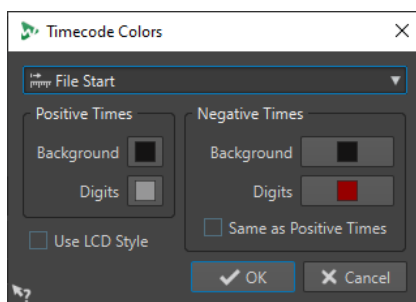 Timecode Colors
File Start
Positive Times
Negative Times
Background
Background
Digits
Digits
Same as Positive Times
Use LCD Style
OK
Cancel